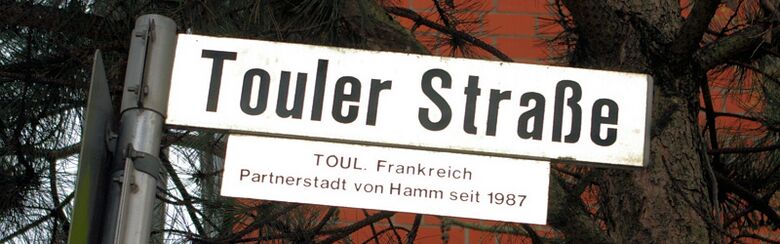 Touler Straße
TOUL. Frankreich
Partnerstadt von Hamm seit 1987